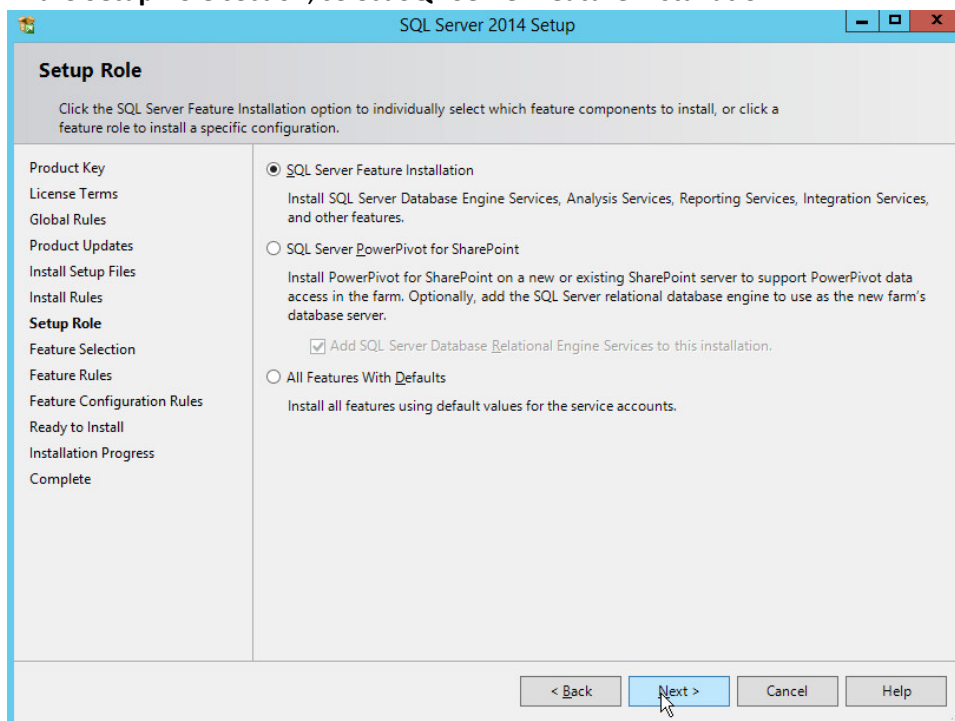 SQL Server 2014 Setup
Setup Role
Click the SQL Server Feature Installation option to individually select which feature components to install, or click a
feature role to install a specific configuration.
Product Key
License Terms
Global Rules
Product Updates
Install Setup Files
Install Rules
Setup Role
Feature Selection
Feature Rules
Feature Configuration Rules
Ready to Install
Installation Progress
Complete
SQL Server Feature Installation
Install SQL Server Database Engine Services, Analysis Services, Reporting Services, Integration Services,
and other features.
SQL Server PowerPivot for SharePoint
Install PowerPivot for SharePoint on a new or existing SharePoint server to support PowerPivot data
access in the farm. Optionally, add the SQL Server relational database engine to use as the new farm's
database server.
Add SQL Server Database Relational Engine Services to this installation.
All Features With Defaults
Install all features using default values for the service accounts.
< Back
Next >
Cancel
Help